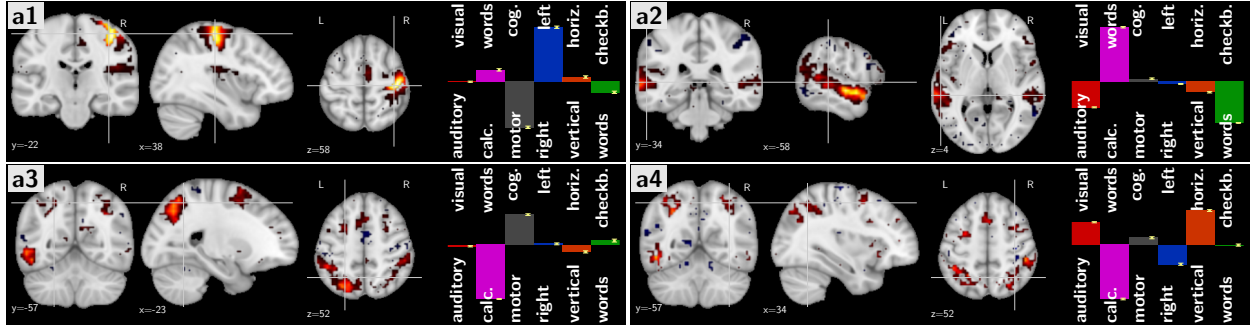 a1
R
L
R
y=-22
x=38
z=58
visual
words
cog.
left
horiz.
checkb.
auditory
calc.
motor
right
vertical
words
a2
L
R
y=-34
x=-58
z=4
visual
words
cog.
left
horiz.
checkb.
auditory
calc.
motor
right
vertical
words
a3
R
L
R
y=-57
x=-23
z=52
visual
words
cog.
left
horiz.
checkb.
auditory
calc.
motor
right
vertical
words
a4
R
L
R
y=-57
x=34
z=52
visual
words
cog.
left
horiz.
checkb.
auditory
calc.
motor
right
vertical
words